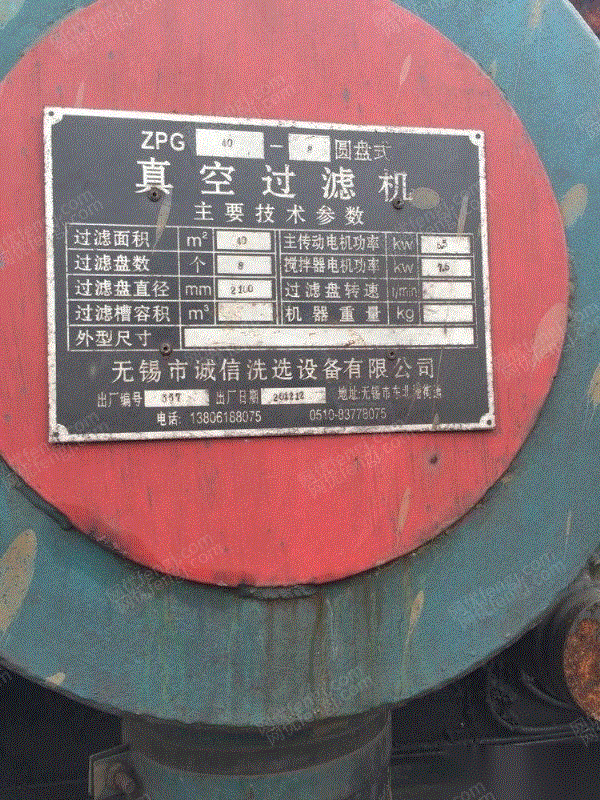 ZPG 40 - 8 圆盘式
真空过滤机
主要技术参数
过滤面积 m² 40 主传动电机功率 kw 5.5
过滤盘数 个 8 搅拌器电机功率 kw 7.5
过滤盘直径 mm 2100 过滤盘转速 r/min
过滤槽容积 m³ 机器重量 kg
外型尺寸
无锡市诚信洗选设备有限公司
出厂编号 出厂日期 地址:无锡市东北塘
电话: 13806188075 0510-83778075